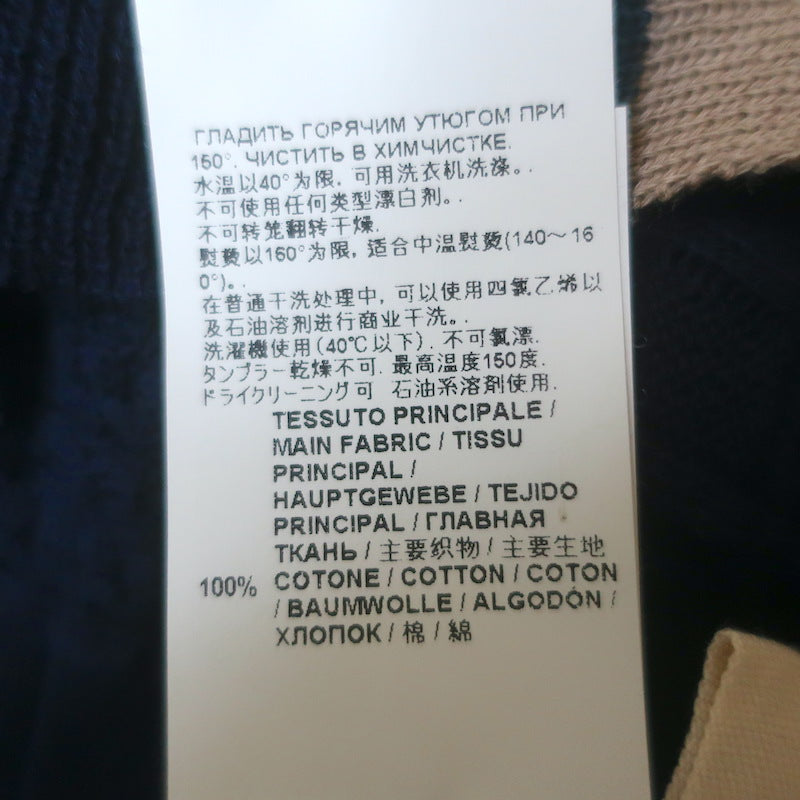 ГЛАДИТЬ ГОРЯЧИМ УТЮГОМ ПРИ
150°. ЧИСТИТЬ В ХИМЧИСТКЕ.
水温以40°为限, 可用洗衣机洗涤。.
不可使用任何类型漂白剂。.
不可转笼翻转干燥.
熨烫以160°为限, 适合中温熨烫(140～16
0°)。.
在普通干洗处理中, 可以使用四氯乙烯以
及石油溶剂进行商业干洗。.
洗濯機使用(40℃以下). 不可氯漂.
タンブラー乾燥不可. 最高温度150度.
ドライクリーニング可 石油系溶剤使用.
TESSUTO PRINCIPALE /
MAIN FABRIC / TISSU
PRINCIPAL /
HAUPTGEWEBE / TEJIDO
PRINCIPAL / ГЛАВНАЯ
ТКАНЬ / 主要织物 / 主要生地
100% COTONE / COTTON / COTON
/ BAUMWOLLE / ALGODÓN /
ХЛОПОК / 棉 / 綿